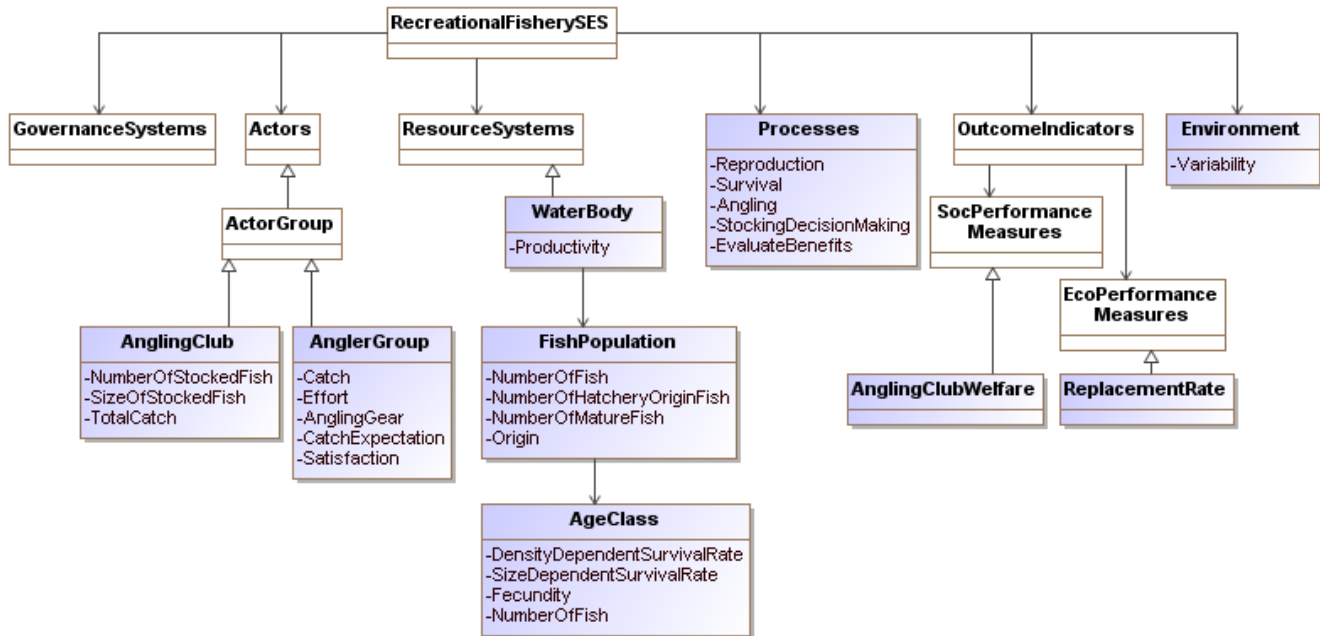 RecreationalFisherySES
GovernanceSystems
Actors
ResourceSystems
Processes
-Reproduction
-Survival
-Angling
-StockingDecisionMaking
-EvaluateBenefits
OutcomeIndicators
Environment
-Variability
ActorGroup
WaterBody
-Productivity
SocPerformance
Measures
EcoPerformance
Measures
AnglingClub
-NumberOfStockedFish
-SizeOfStockedFish
-TotalCatch
AnglerGroup
-Catch
-Effort
-AnglingGear
-CatchExpectation
-Satisfaction
FishPopulation
-NumberOfFish
-NumberOfHatcheryOriginFish
-NumberOfMatureFish
-Origin
AnglingClubWelfare
ReplacementRate
AgeClass
-DensityDependentSurvivalRate
-SizeDependentSurvivalRate
-Fecundity
-NumberOfFish